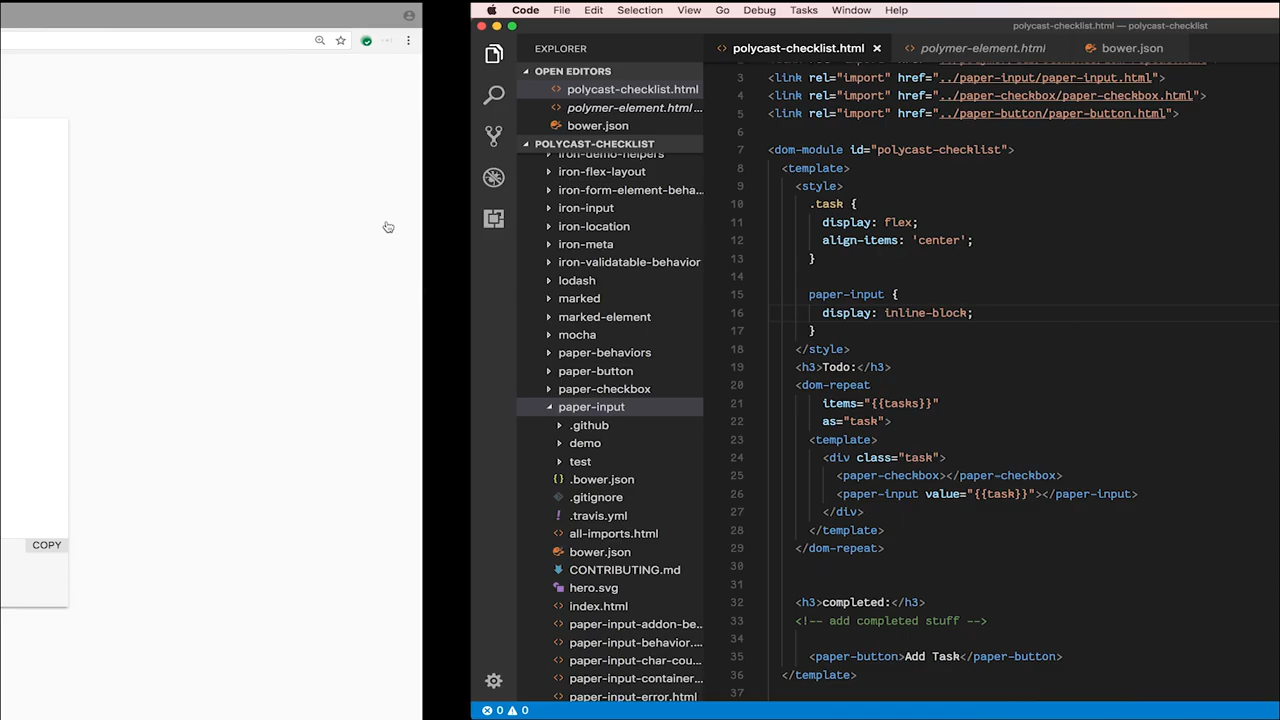 COPY
Code File Edit Selection View Go Debug Tasks Window Help
polycast-checklist.html — polycast-checklist
EXPLORER
OPEN EDITORS
polycast-checklist.html
polymer-element.html ...
bower.json
POLYCAST-CHECKLIST
iron-demo-helpers
iron-flex-layout
iron-form-element-beha...
iron-input
iron-location
iron-meta
iron-validatable-behavior
lodash
marked
marked-element
mocha
paper-behaviors
paper-button
paper-checkbox
paper-input
.github
demo
test
.bower.json
.gitignore
.travis.yml
all-imports.html
bower.json
CONTRIBUTING.md
hero.svg
index.html
paper-input-addon-be...
paper-input-behavior....
paper-input-char-cou...
paper-input-container...
paper-input-error.html
polycast-checklist.html polymer-element.html bower.json
3 <link rel="import" href="../paper-input/paper-input.html">
4 <link rel="import" href="../paper-checkbox/paper-checkbox.html">
5 <link rel="import" href="../paper-button/paper-button.html">
6
7 <dom-module id="polycast-checklist">
8 <template>
9 <style>
10 .task {
11 display: flex;
12 align-items: 'center';
13 }
14
15 paper-input {
16 display: inline-block;
17 }
18 </style>
19 <h3>Todo:</h3>
20 <dom-repeat
21 items="{{tasks}}"
22 as="task">
23 <template>
24 <div class="task">
25 <paper-checkbox></paper-checkbox>
26 <paper-input value="{{task}}"></paper-input>
27 </div>
28 </template>
29 </dom-repeat>
30
31
32 <h3>completed:</h3>
33 <!-- add completed stuff -->
34
35 <paper-button>Add Task</paper-button>
36 </template>
37
0 0